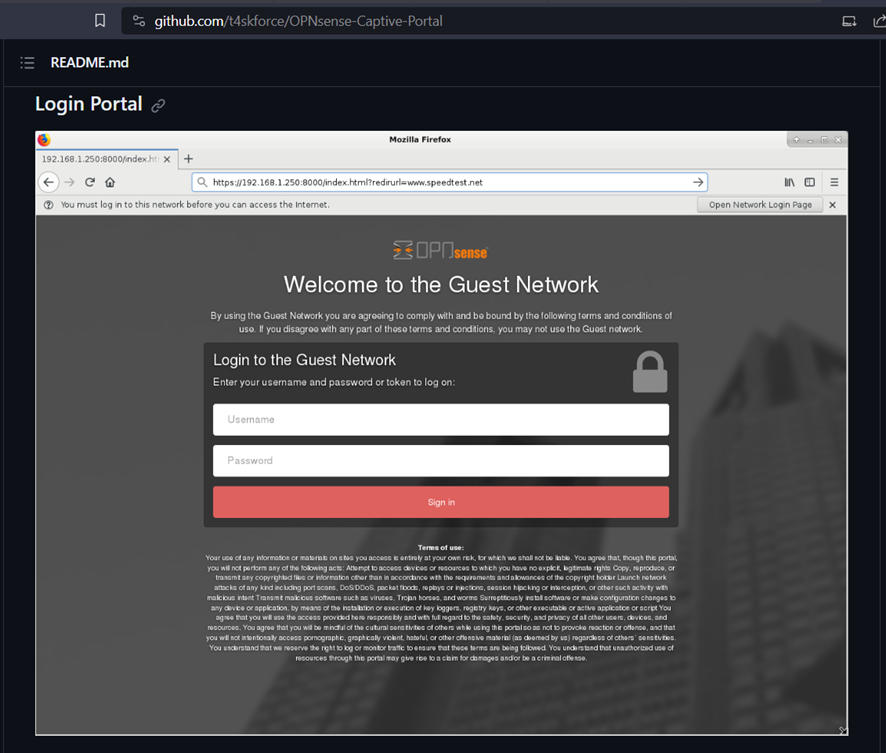 github.com/t4skforce/OPNsense-Captive-Portal
README.md
Login Portal
Mozilla Firefox
192.168.1.250:8000/index.ht
https://192.168.1.250:8000/index.html?redirurl=www.speedtest.net
You must log in to this network before you can access the Internet.
Open Network Login Page
OPNsense
Welcome to the Guest Network
By using the Guest Network you are agreeing to comply with and be bound by the following terms and conditions of
use. If you disagree with any part of these terms and conditions, you may not use the Guest network.
Login to the Guest Network
Enter your username and password or token to log on:
Username
Password
Sign in
Terms of use:
Your use of any information or materials on sites you access is entirely at your own risk, for which we shall not be liable. You agree that, though this portal,
you will not perform any of the following acts: Attempt to access devices or resources to which you have no explicit, legitimate rights Copy, reproduce, or
transmit any copyrighted files or information other than in accordance with the requirements and allowances of the copyright holder Launch network
attacks of any kind including port scans, DoS/DDoS, packet floods, replays or injections, session hijacking or interception, or other such activity with
malicious intent Transmit malicious software such as viruses, Trojan horses, and worms Surreptitiously install software or make configuration changes to
any device or application, by means of the installation or execution of key loggers, registry keys, or other executable or active application or script You
agree that you will use the access provided here responsibly and with full regard to the safety, security, and privacy of all other users, devices, and
resources. You agree that you will be mindful of the cultural sensitivities of others while using this portal so as not to provoke reaction or offense, and that
you will not intentionally access pornographic, graphically violent, hateful, or other offensive material (as deemed by us) regardless of others' sensitivities.
You understand that we reserve the right to log or monitor traffic to ensure that these terms are being followed. You understand that unauthorized use of
resources through this portal may give rise to a claim for damages and/or be a criminal offense.